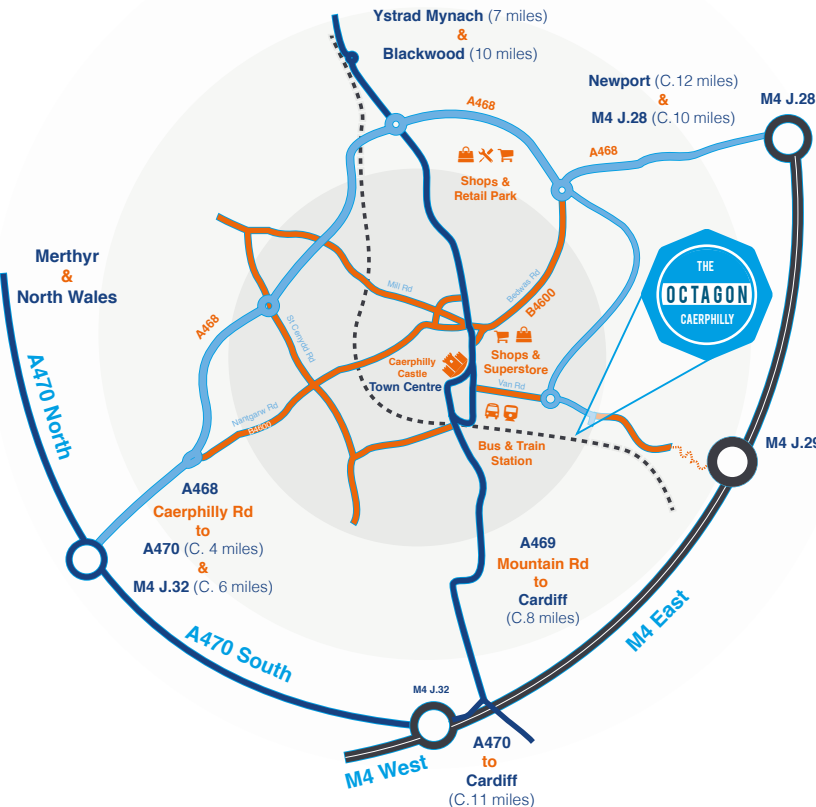 Ystrad Mynach (7 miles)
&
Blackwood (10 miles)
Newport (C.12 miles)
&
M4 J.28 (C.10 miles)
M4 J.28
A468
A468
Shops &
Retail Park
Merthyr
&
North Wales
THE
OCTAGON
CAERPHILLY
Mill Rd
Bedwas Rd
B4600
A468
St Cenydd Rd
Caerphilly
Castle
Town Centre
Shops &
Superstore
Van Rd
A470 North
Nantgarw Rd
B4600
Bus & Train
Station
M4 J.29
A468
Caerphilly Rd
to
A470 (C. 4 miles)
&
M4 J.32 (C. 6 miles)
A469
Mountain Rd
to
Cardiff
(C.8 miles)
M4 East
A470 South
M4 J.32
M4 West
A470
to
Cardiff
(C.11 miles)